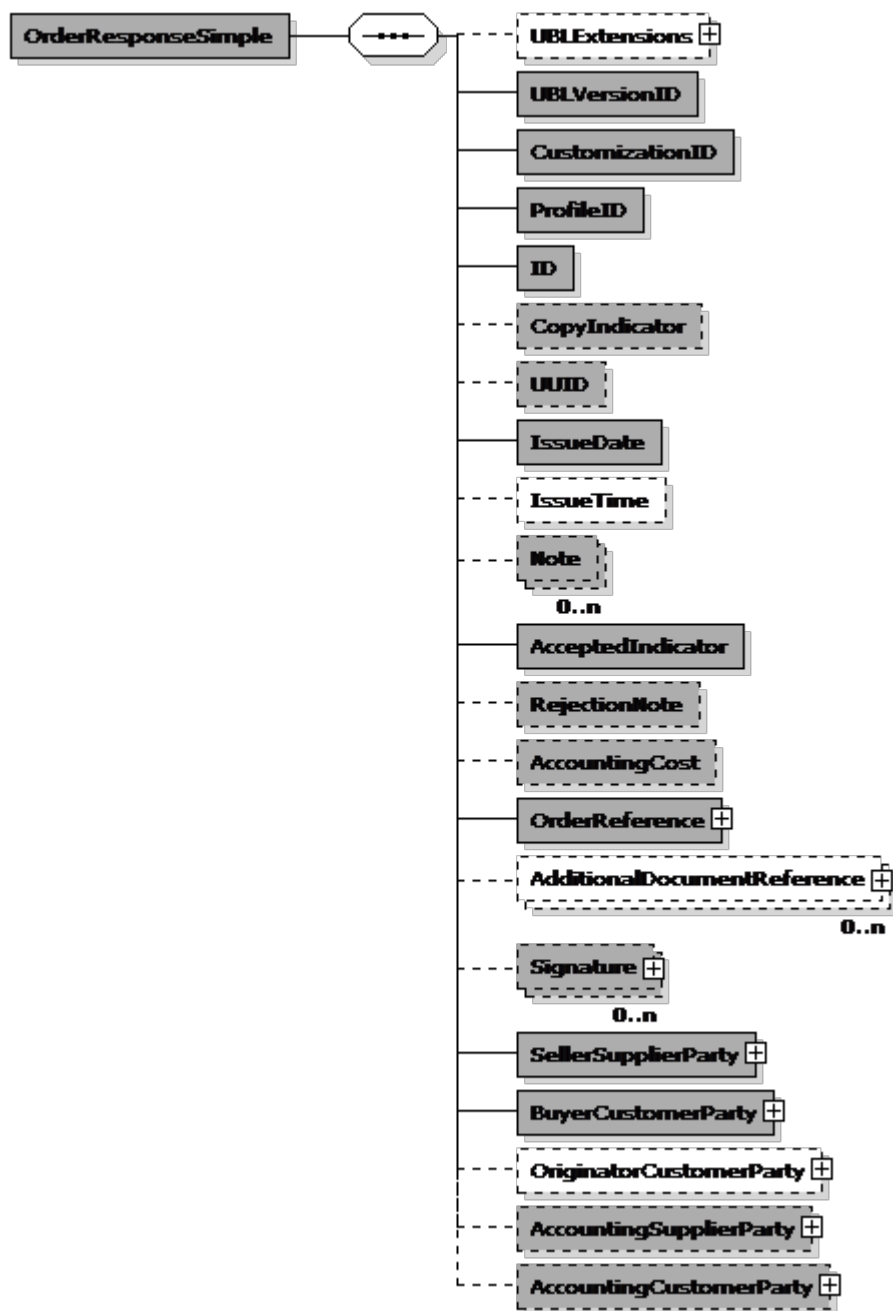 OrderResponseSimple
UBLExtensions
UBLVersionID
CustomizationID
ProfileID
ID
CopyIndicator
UUID
IssueDate
IssueTime
Note
0..n
AcceptedIndicator
RejectionNote
AccountingCost
OrderReference
AdditionalDocumentReference
0..n
Signature
0..n
SellerSupplierParty
BuyerCustomerParty
OriginatorCustomerParty
AccountingSupplierParty
AccountingCustomerParty